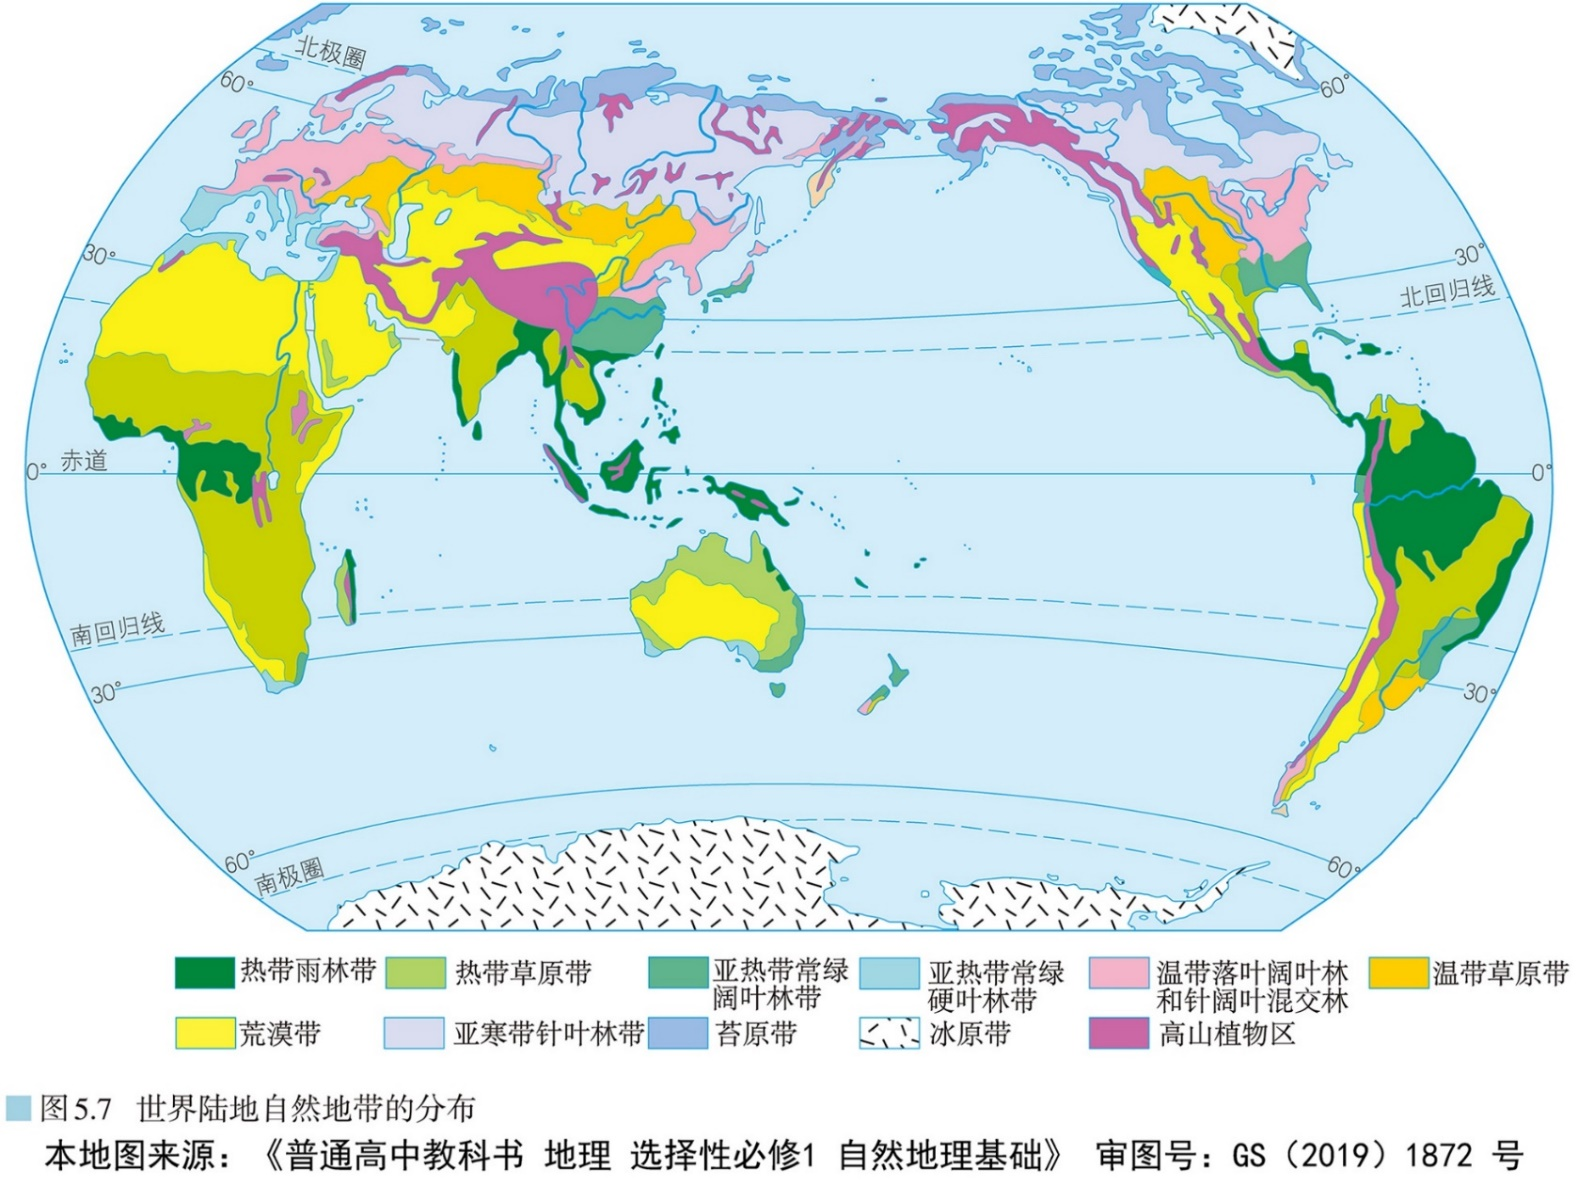 北极圈
60°
60°
30°
30°
北回归线
赤道
0°
0°
南回归线
30°
30°
60°
60°
南极圈
热带雨林带
热带草原带
亚热带常绿
阔叶林带
亚热带常绿
硬叶林带
温带落叶阔叶林
和针阔叶混交林
温带草原带
荒漠带
亚寒带针叶林带
苔原带
冰原带
高山植物区
图5.7 世界陆地自然地带的分布
本地图来源：《普通高中教科书 地理 选择性必修1 自然地理基础》 审图号：GS（2019）1872 号